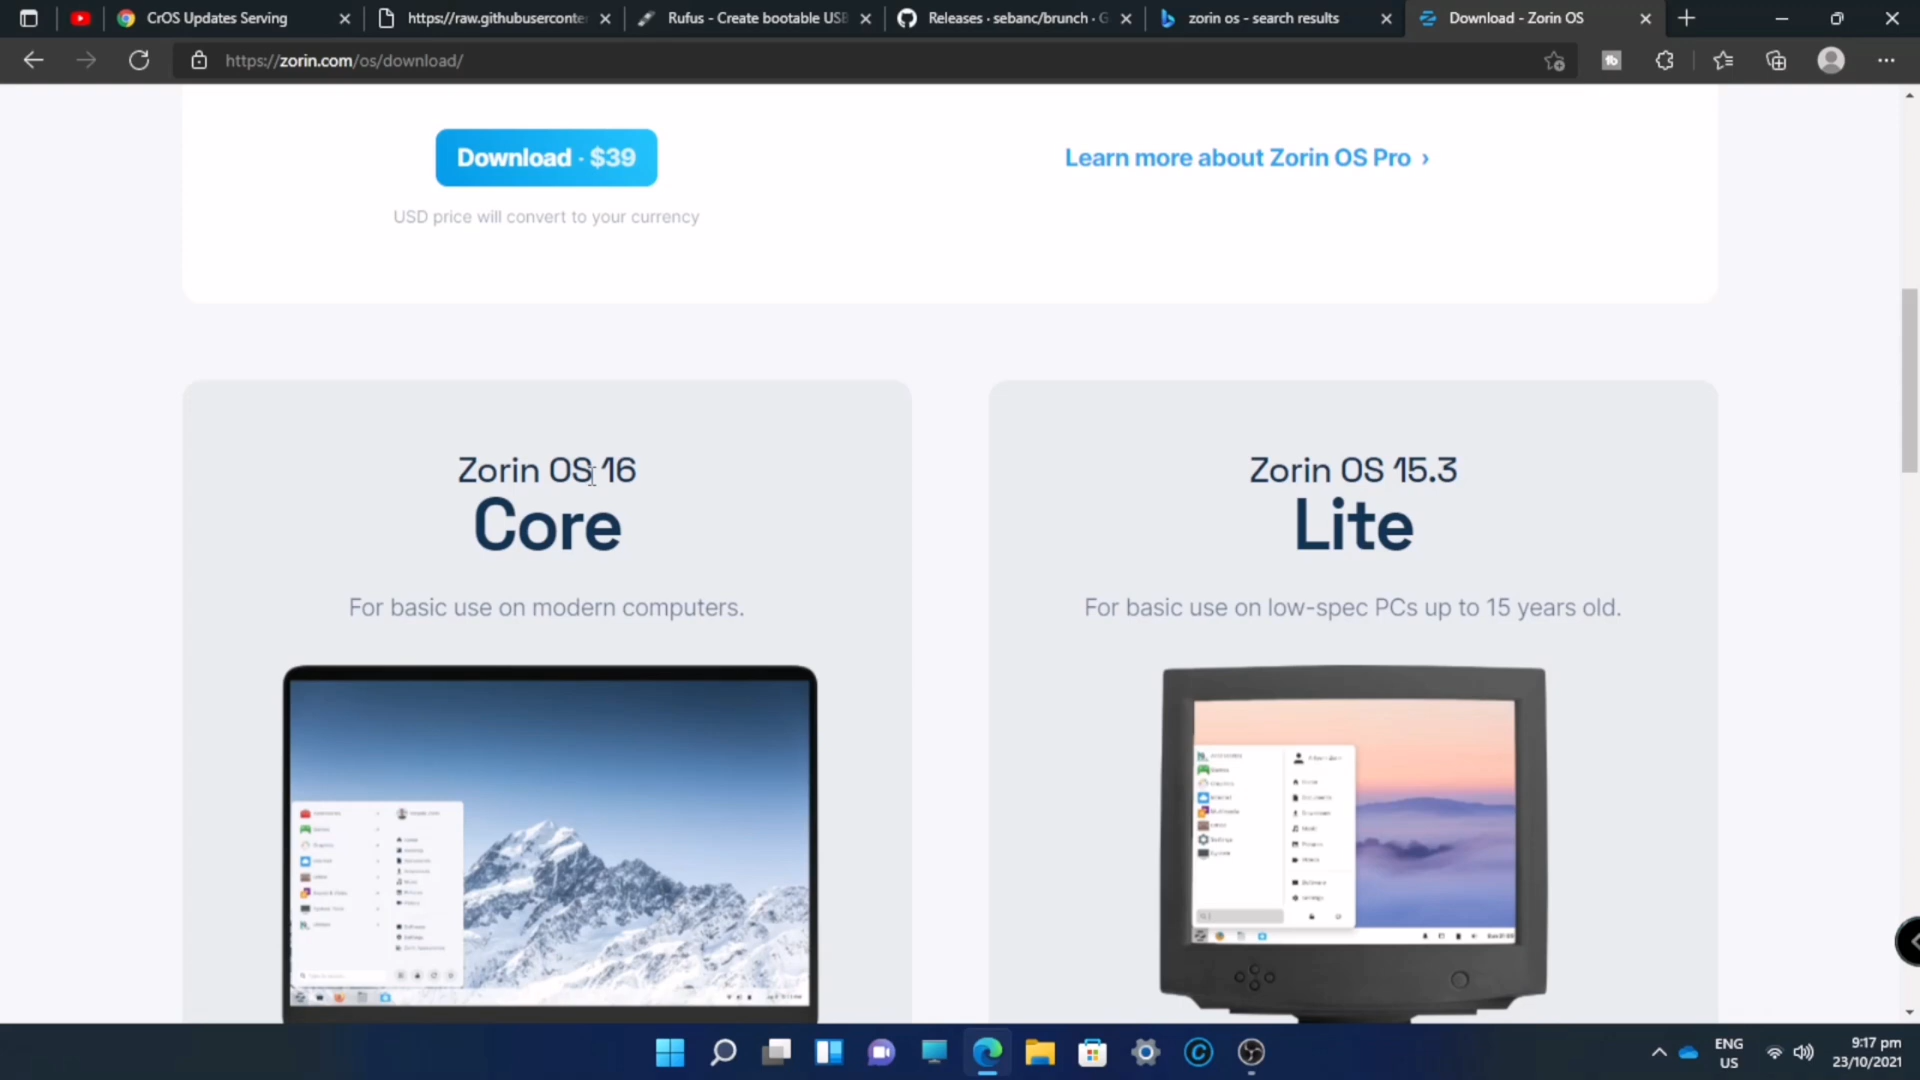 CrOS Updates Serving
https://raw.githubuserconte
Rufus - Create bootable USB
Releases · sebanc/brunch · G
zorin os - search results
Download - Zorin OS
https://zorin.com/os/download/
Download · $39
Learn more about Zorin OS Pro ›
USD price will convert to your currency
Zorin OS 16
Core
For basic use on modern computers.
Zorin OS 15.3
Lite
For basic use on low-spec PCs up to 15 years old.
ENG
US
9:17 pm
23/10/2021